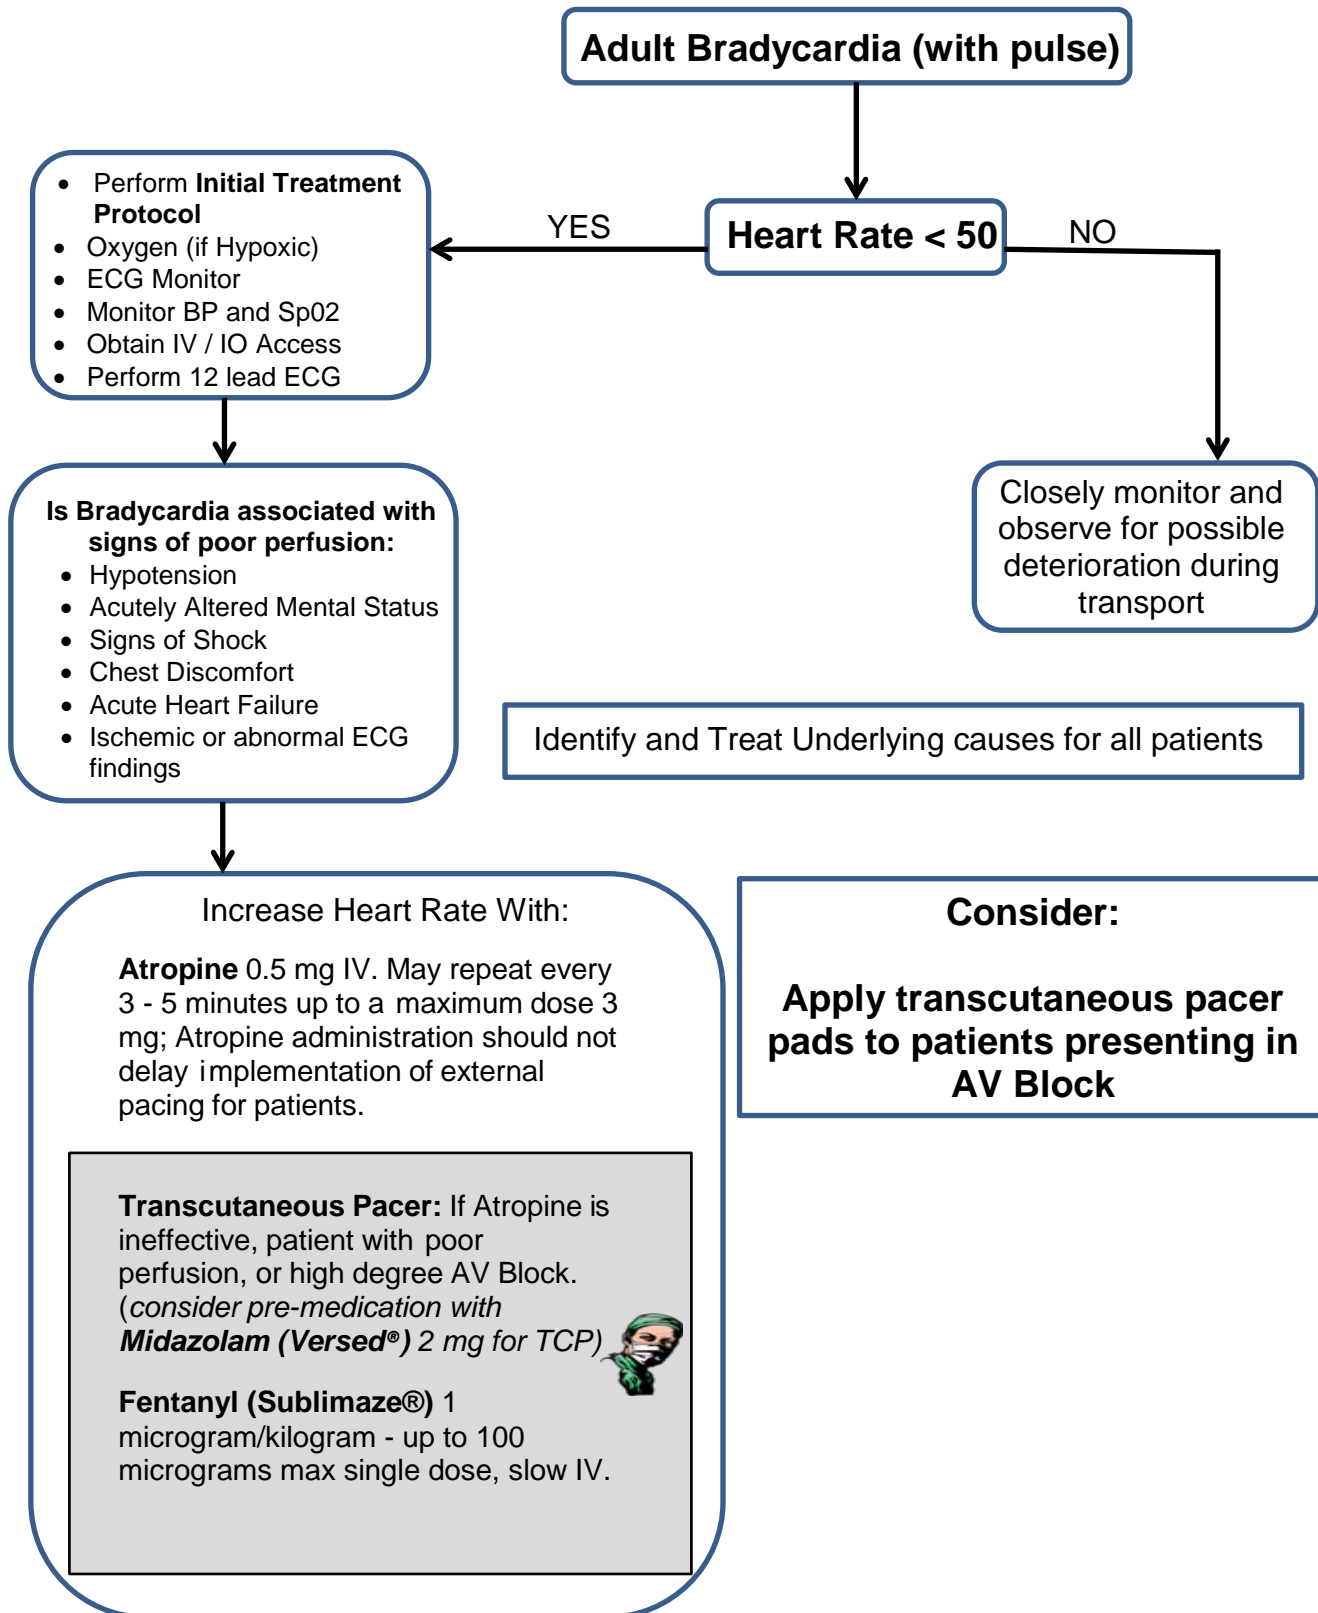 Adult Bradycardia (with pulse)
Heart Rate < 50
YES
NO
• Perform Initial Treatment
Protocol
• Oxygen (if Hypoxic)
• ECG Monitor
• Monitor BP and Sp02
• Obtain IV / IO Access
• Perform 12 lead ECG
Closely monitor and
observe for possible
deterioration during
transport
Is Bradycardia associated with
signs of poor perfusion:
• Hypotension
• Acutely Altered Mental Status
• Signs of Shock
• Chest Discomfort
• Acute Heart Failure
• Ischemic or abnormal ECG
findings
Identify and Treat Underlying causes for all patients
Increase Heart Rate With:
Atropine 0.5 mg IV. May repeat every
3 - 5 minutes up to a maximum dose 3
mg; Atropine administration should not
delay implementation of external
pacing for patients.
Transcutaneous Pacer: If Atropine is
ineffective, patient with poor
perfusion, or high degree AV Block.
(consider pre-medication with
Midazolam (Versed®) 2 mg for TCP)
Fentanyl (Sublimaze®) 1
microgram/kilogram - up to 100
micrograms max single dose, slow IV.
Consider:
Apply transcutaneous pacer
pads to patients presenting in
AV Block